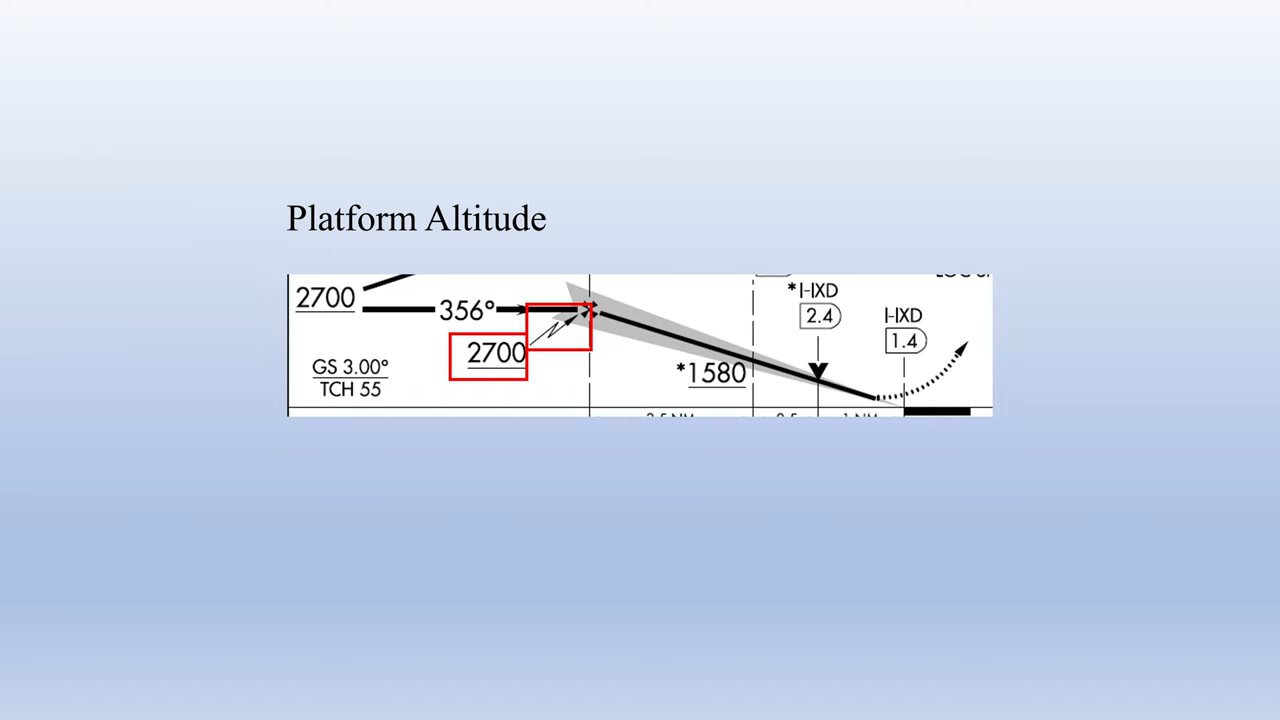 Platform Altitude
*I-IXD
2700
356°
2.4
I-IXD
1.4
2700
GS 3.00°
TCH 55
*1580